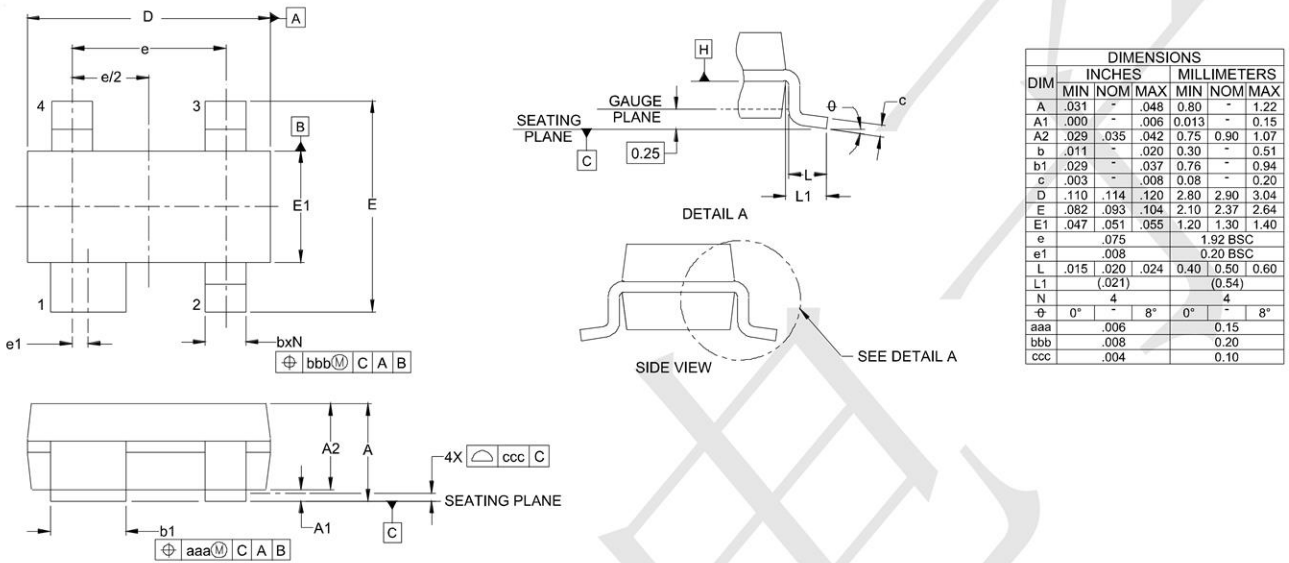 D
A
e
e/2
4
3
B
E1
E
1
2
e1
bxN
⌖ bbbⓂ C A B
A2
A
4X ⌓ ccc C
SEATING PLANE
A1
C
b1
⌖ aaaⓂ C A B
H
GAUGE
PLANE
SEATING
PLANE
C
0.25
θ
c
L
L1
DETAIL A
SEE DETAIL A
SIDE VIEW
DIMENSIONS
DIM INCHES MILLIMETERS
MIN NOM MAX MIN NOM MAX
A .031 - .048 0.80 - 1.22
A1 .000 - .006 0.013 - 0.15
A2 .029 .035 .042 0.75 0.90 1.07
b .011 - .020 0.30 - 0.51
b1 .029 - .037 0.76 - 0.94
c .003 - .008 0.08 - 0.20
D .110 .114 .120 2.80 2.90 3.04
E .082 .093 .104 2.10 2.37 2.64
E1 .047 .051 .055 1.20 1.30 1.40
e .075 1.92 BSC
e1 .008 0.20 BSC
L .015 .020 .024 0.40 0.50 0.60
L1 (.021) (0.54)
N 4 4
θ 0° - 8° 0° - 8°
aaa .006 0.15
bbb .008 0.20
ccc .004 0.10